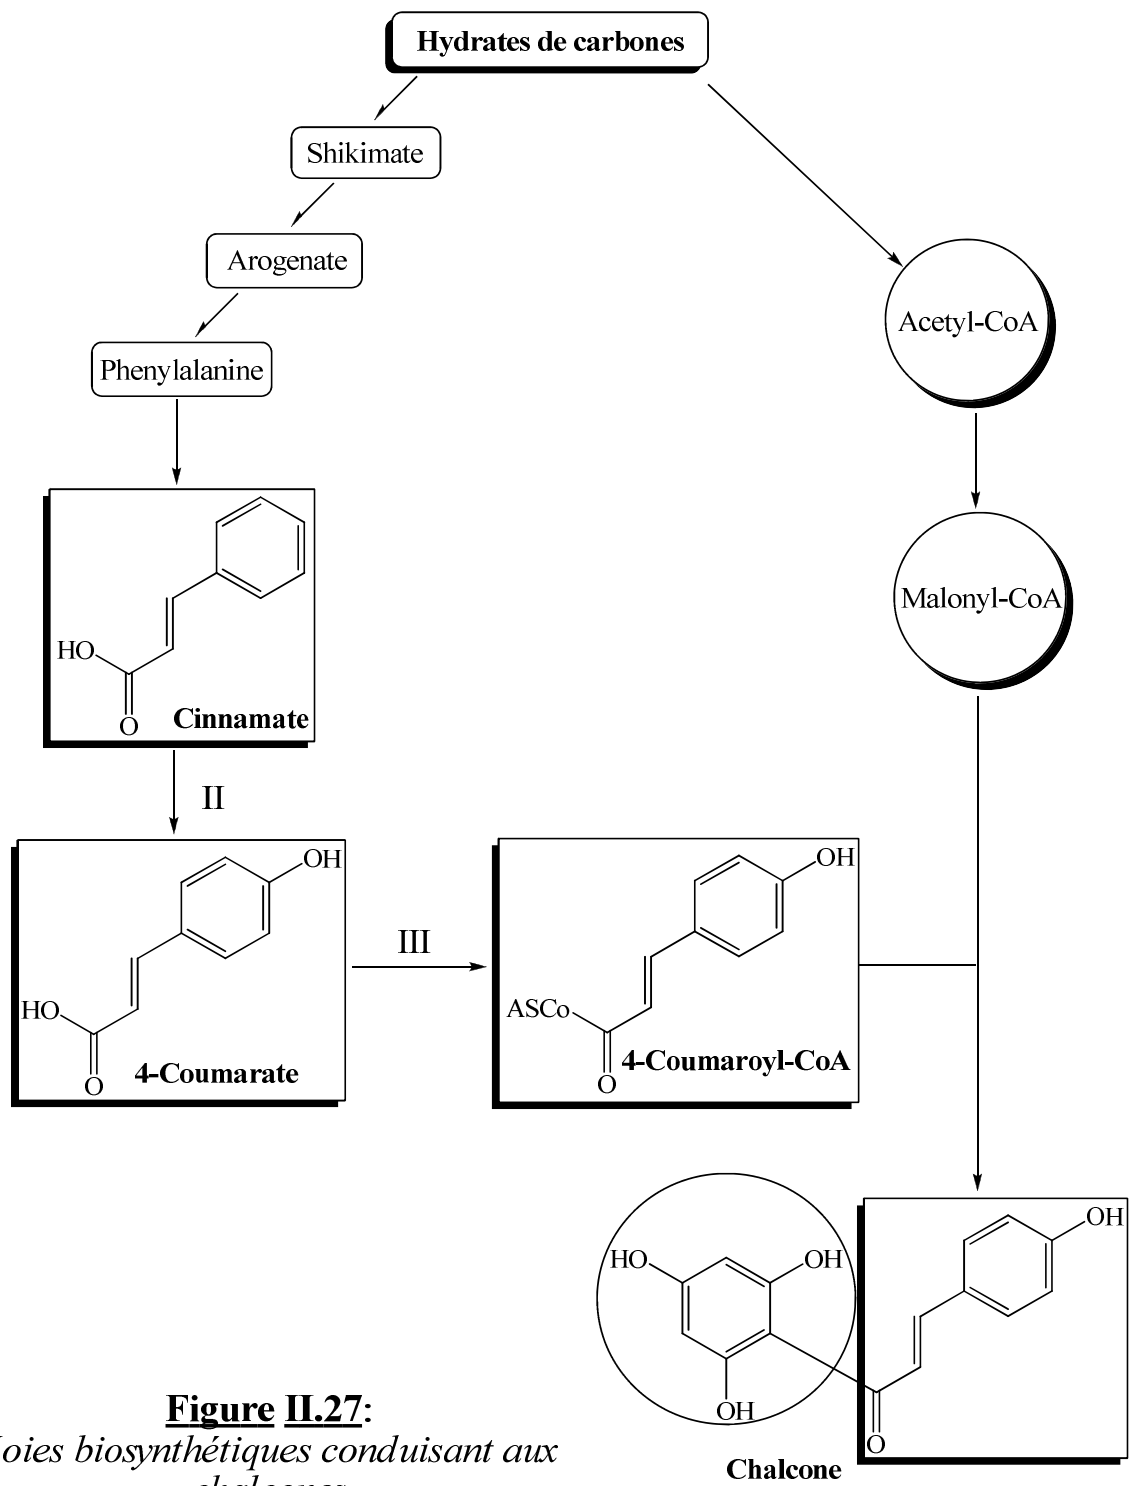 Hydrates de carbones
Shikimate
Arogenate
Phenylalanine
Acetyl-CoA
Malonyl-CoA
HO
O
Cinnamate
II
OH
HO
O
4-Coumarate
III
OH
ASCo
O
4-Coumaroyl-CoA
HO
OH
OH
OH
O
Chalcone
Figure II.27:
biosynthétiques conduisant aux